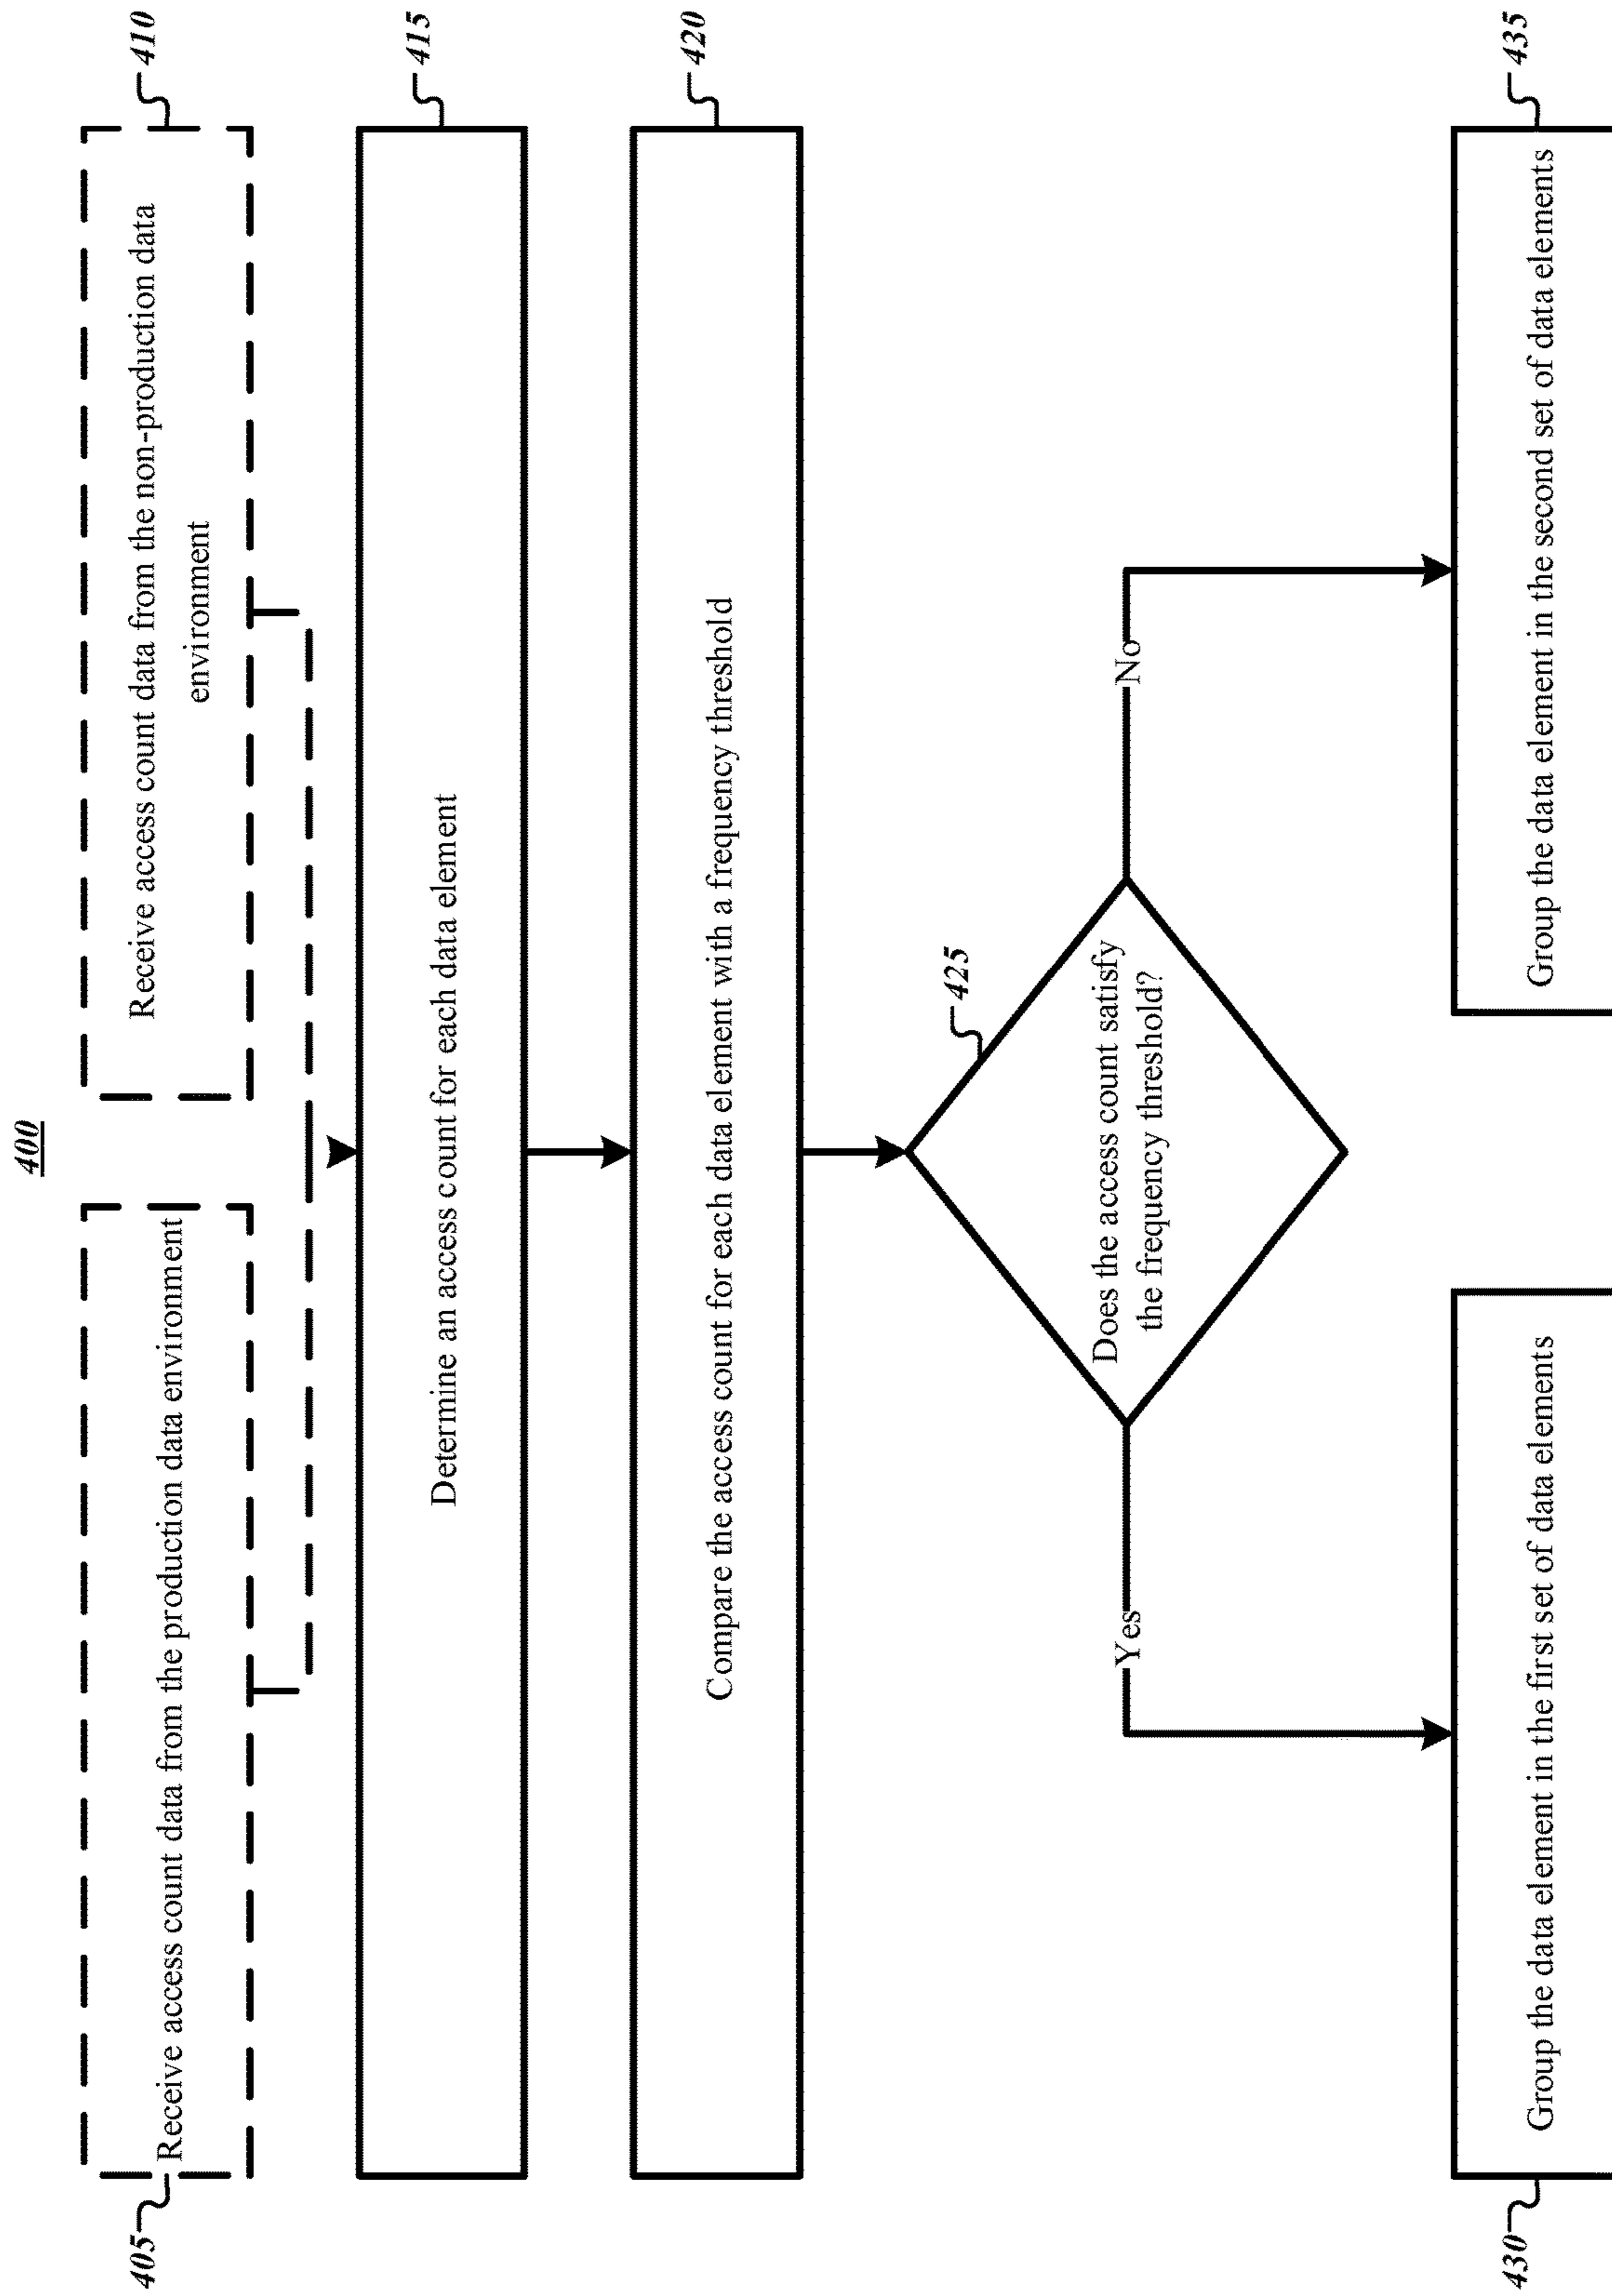 400
405
Receive access count data from the production data environment
Receive access count data from the non-production data
environment
410
Determine an access count for each data element
415
Compare the access count for each data element with a frequency threshold
420
425
Does the access count satisfy
the frequency threshold?
Yes
No
430
Group the data element in the first set of data elements
Group the data element in the second set of data elements
435